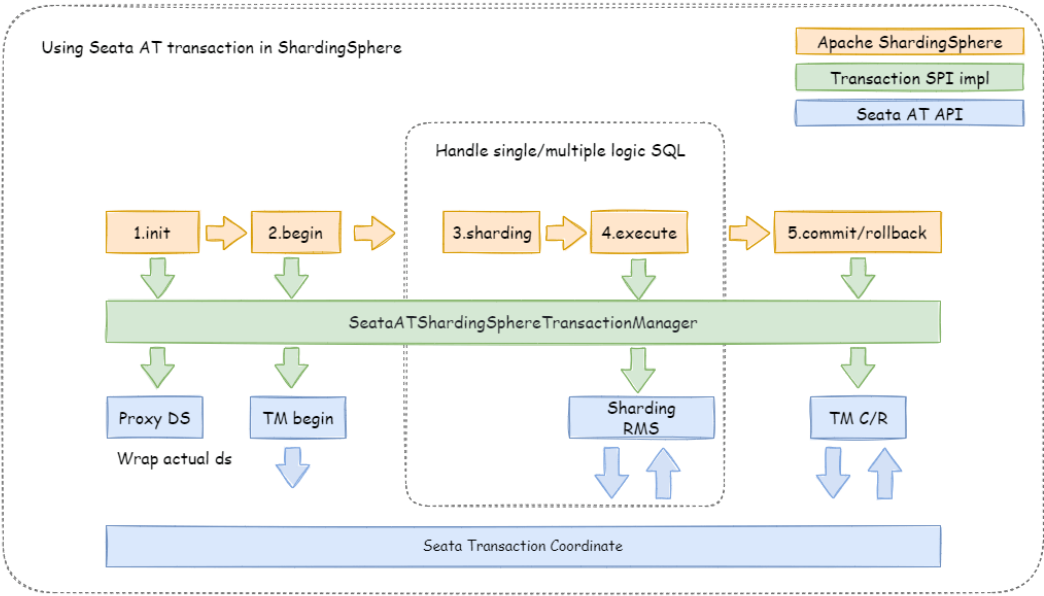 Using Seata AT transaction in ShardingSphere
Apache ShardingSphere
Transaction SPI impl
Seata AT API
Handle single/multiple logic SQL
1.init
2.begin
3.sharding
4.execute
5.commit/rollback
SeataATShardingSphereTransactionManager
Proxy DS
TM begin
Sharding
RMS
TM C/R
Wrap actual ds
Seata Transaction Coordinate